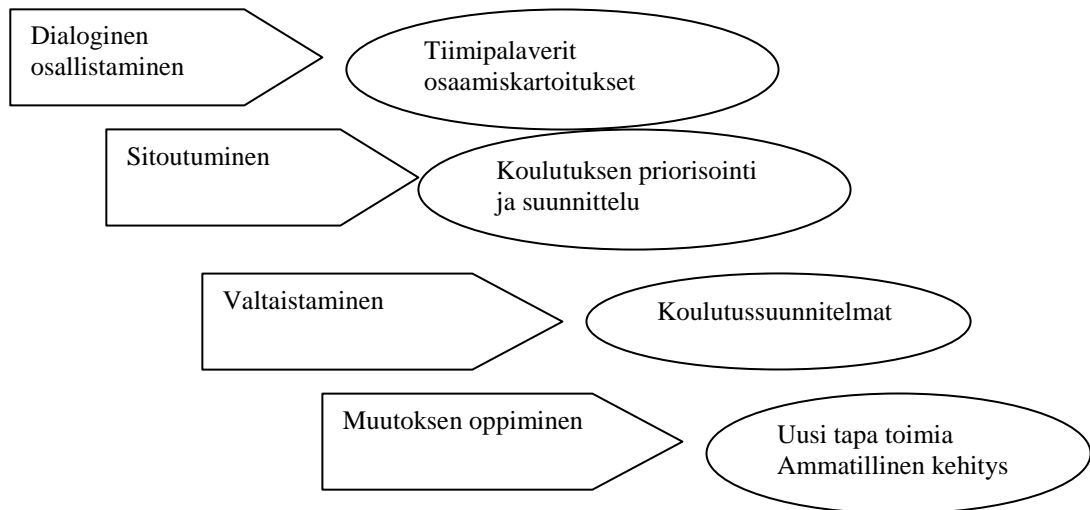 Dialoginen
osallistaminen
Tiimipalaverit
osaamiskartoitukset
Sitoutuminen
Koulutuksen priorisointi
ja suunnittelu
Valtaistaminen
Koulutussuunnitelmat
Muutoksen oppiminen
Uusi tapa toimia
Ammatillinen kehitys